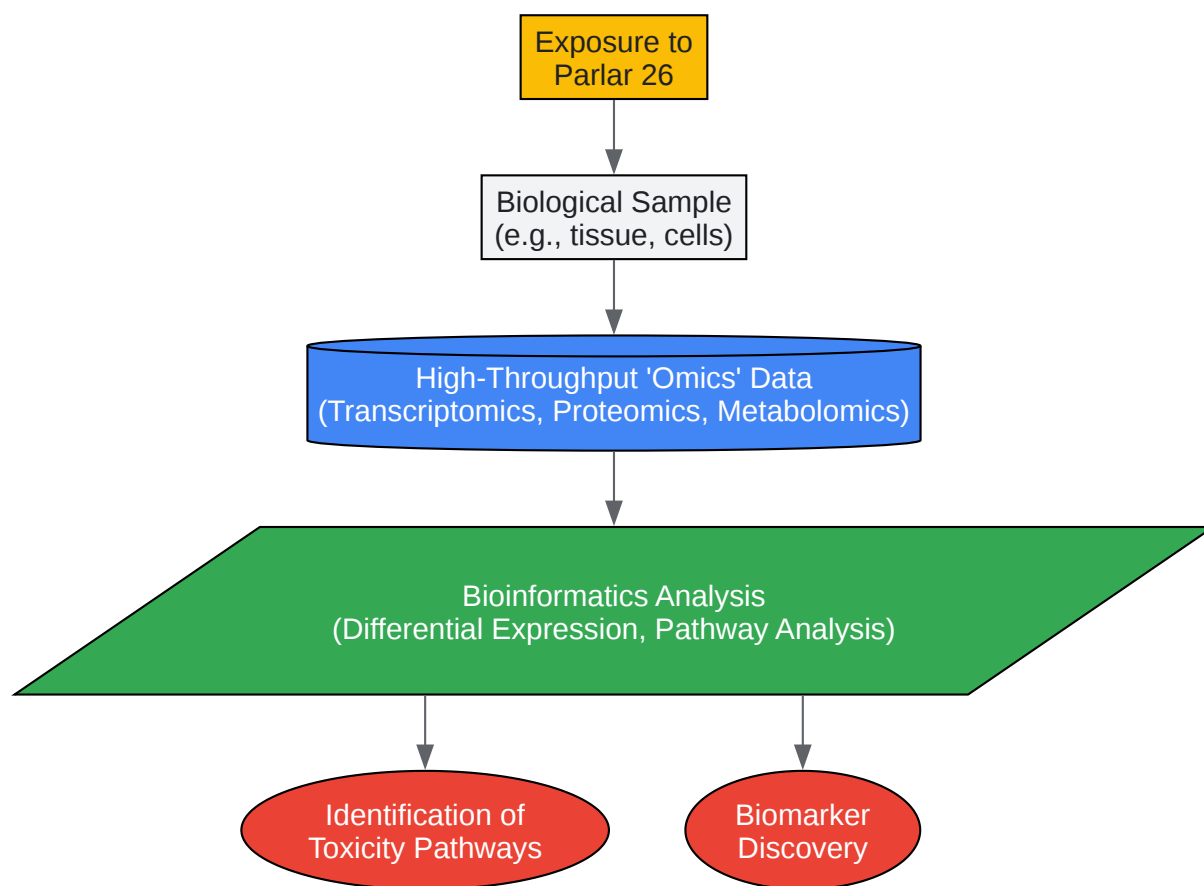 Exposure to
Parlar 26
Biological Sample
(e.g., tissue, cells)
High-Throughput 'Omics' Data
(Transcriptomics, Proteomics, Metabolomics)
Bioinformatics Analysis
(Differential Expression, Pathway Analysis)
Identification of
Toxicity Pathways
Biomarker
Discovery